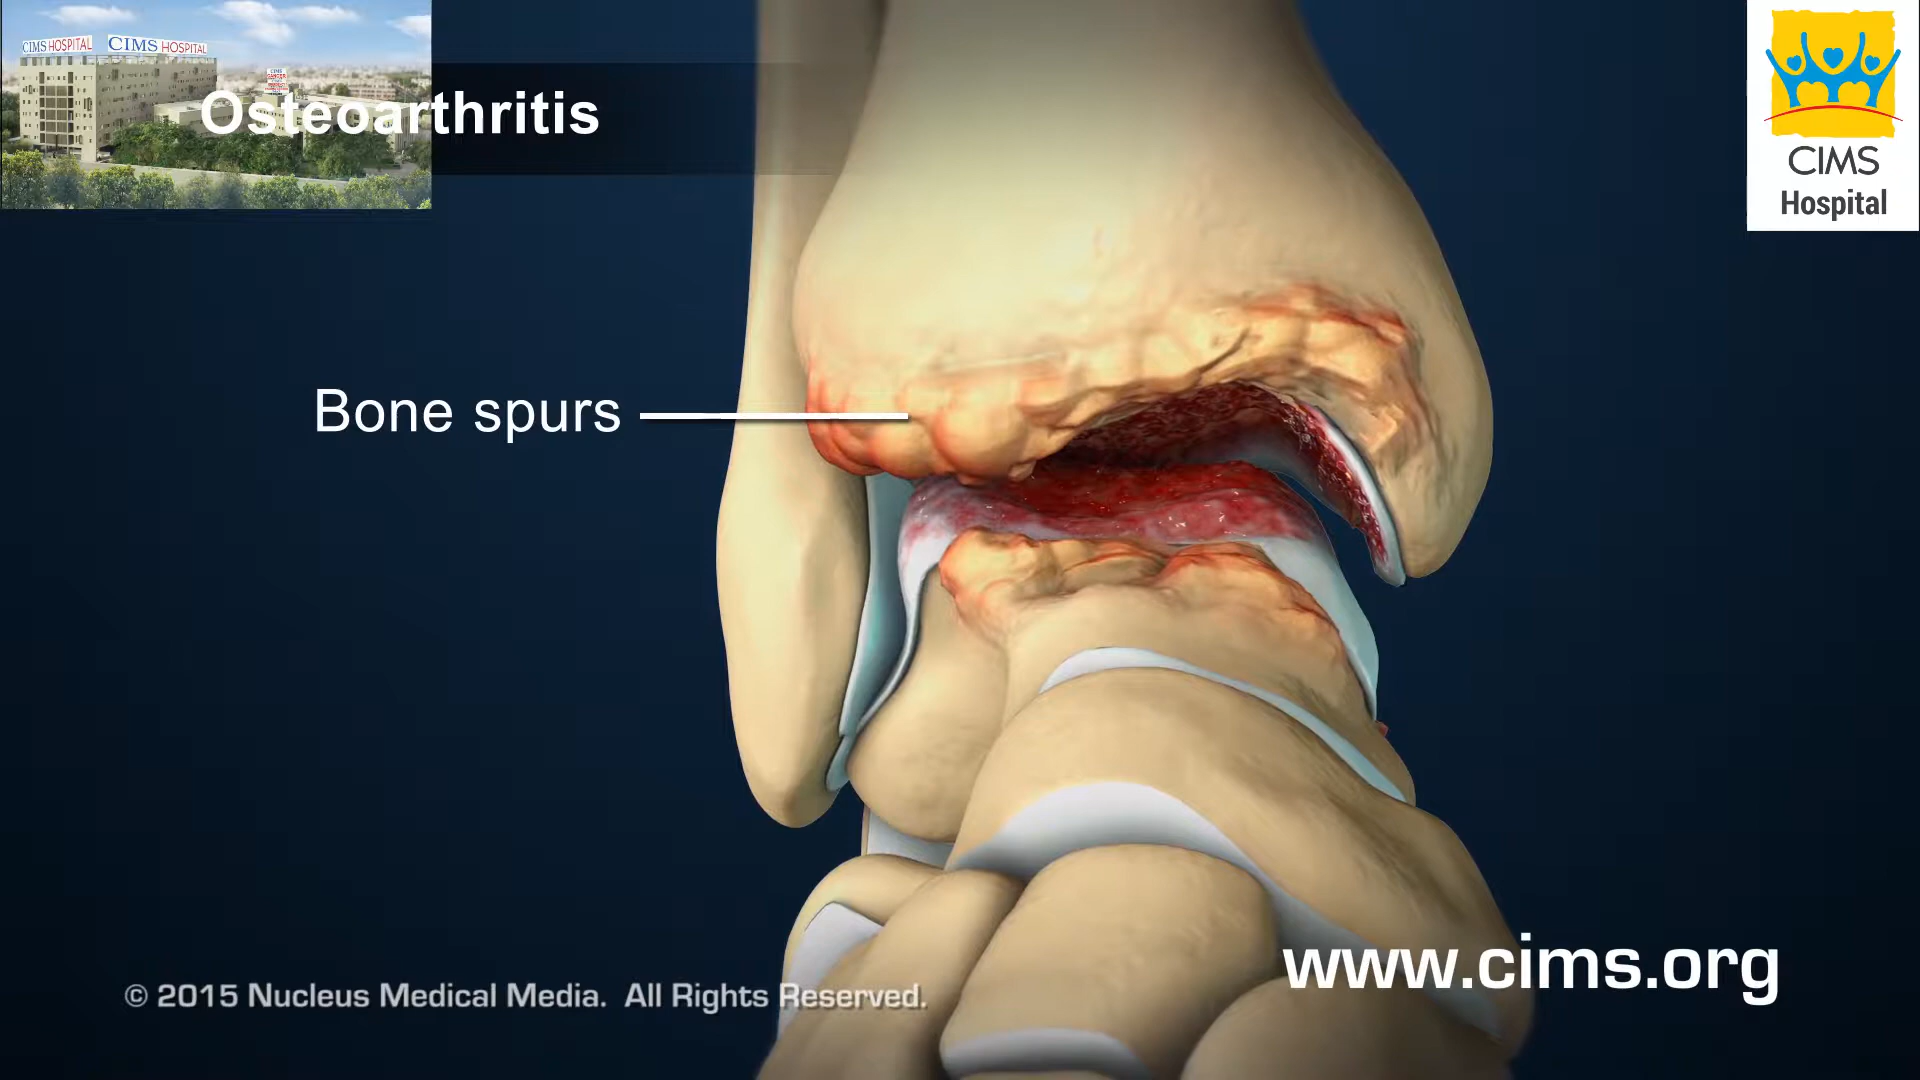 CIMS HOSPITAL CIMS HOSPITAL
Osteoarthritis
CIMS
Hospital
Bone spurs
www.cims.org
© 2015 Nucleus Medical Media. All Rights Reserved.